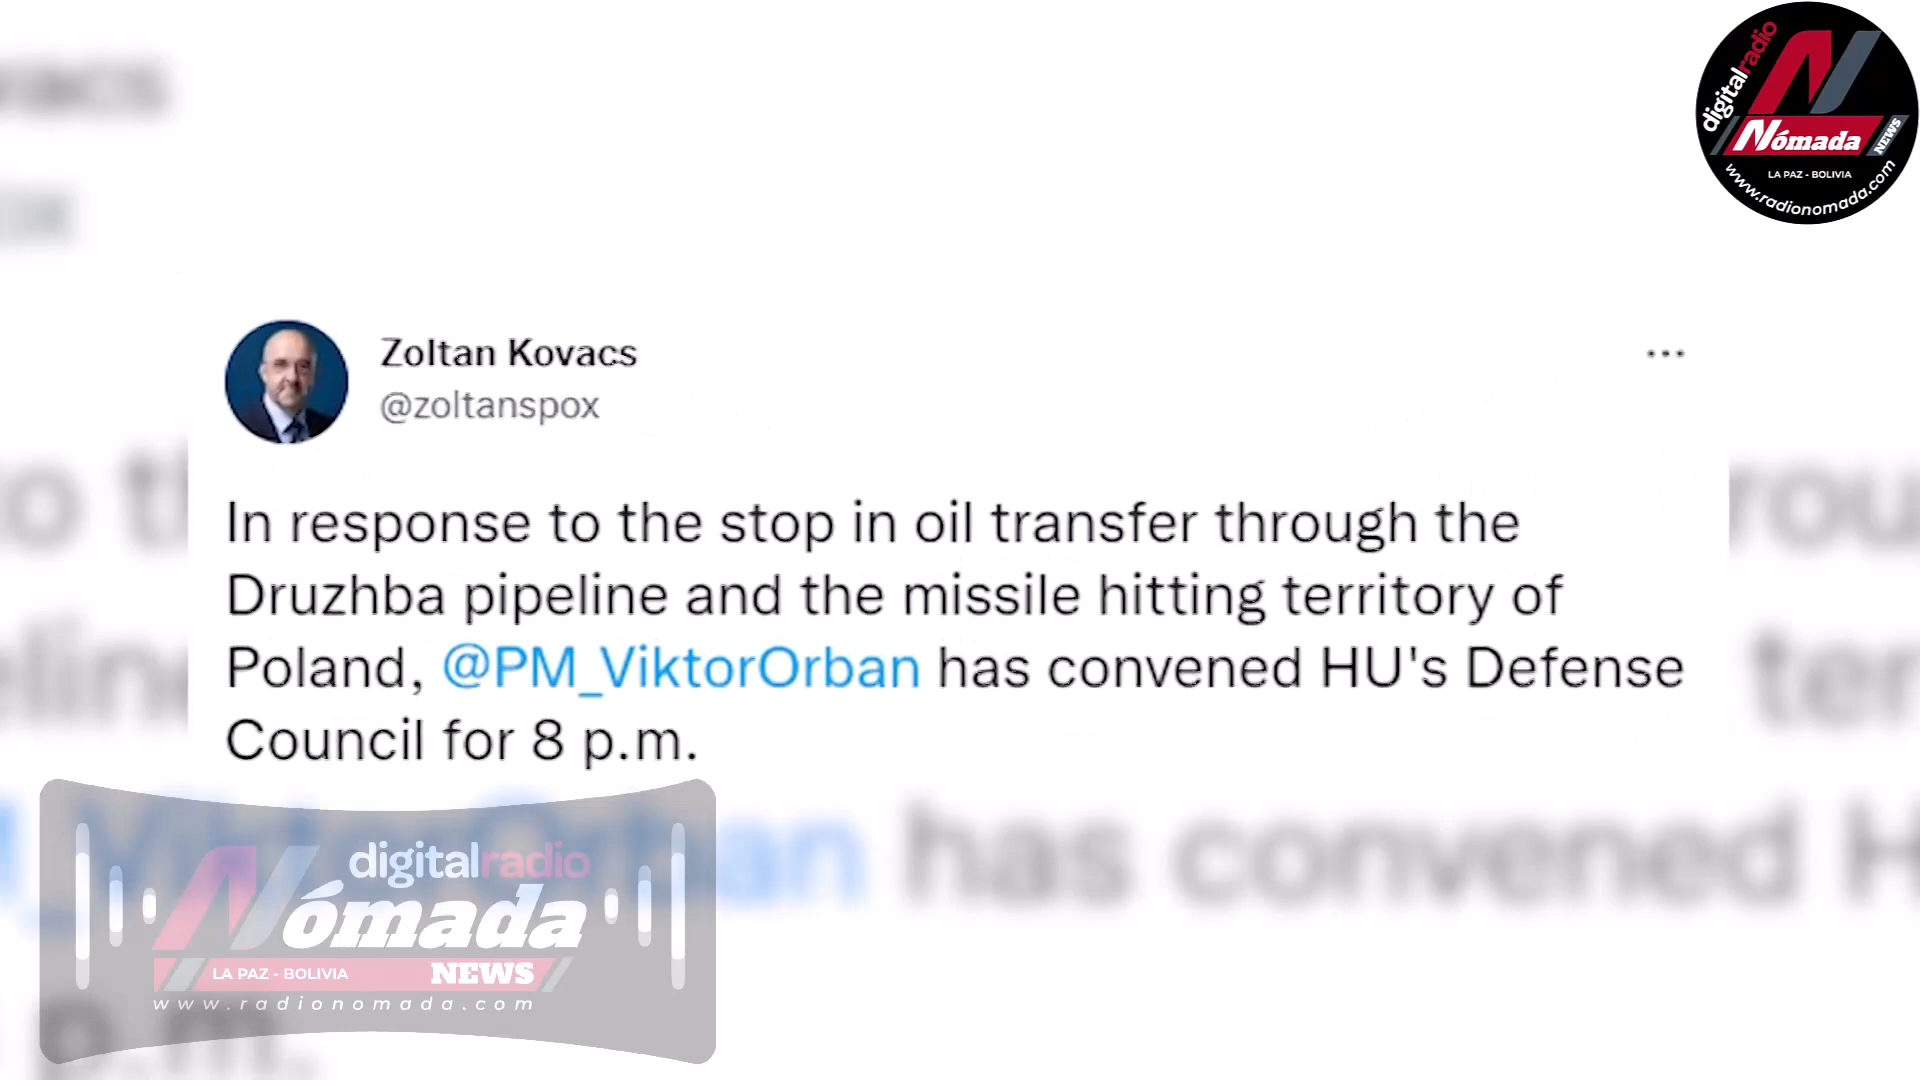 digitalradio
Nómada
NEWS
LA PAZ - BOLIVIA
www.radionomada.com
Zoltan Kovacs
@zoltanspox
In response to the stop in oil transfer through the
Druzhba pipeline and the missile hitting territory of
Poland, @PM_ViktorOrban has convened HU's Defense
Council for 8 p.m.
has convened
digitalradio
Nómada
LA PAZ - BOLIVIA NEWS
www.radionomada.com